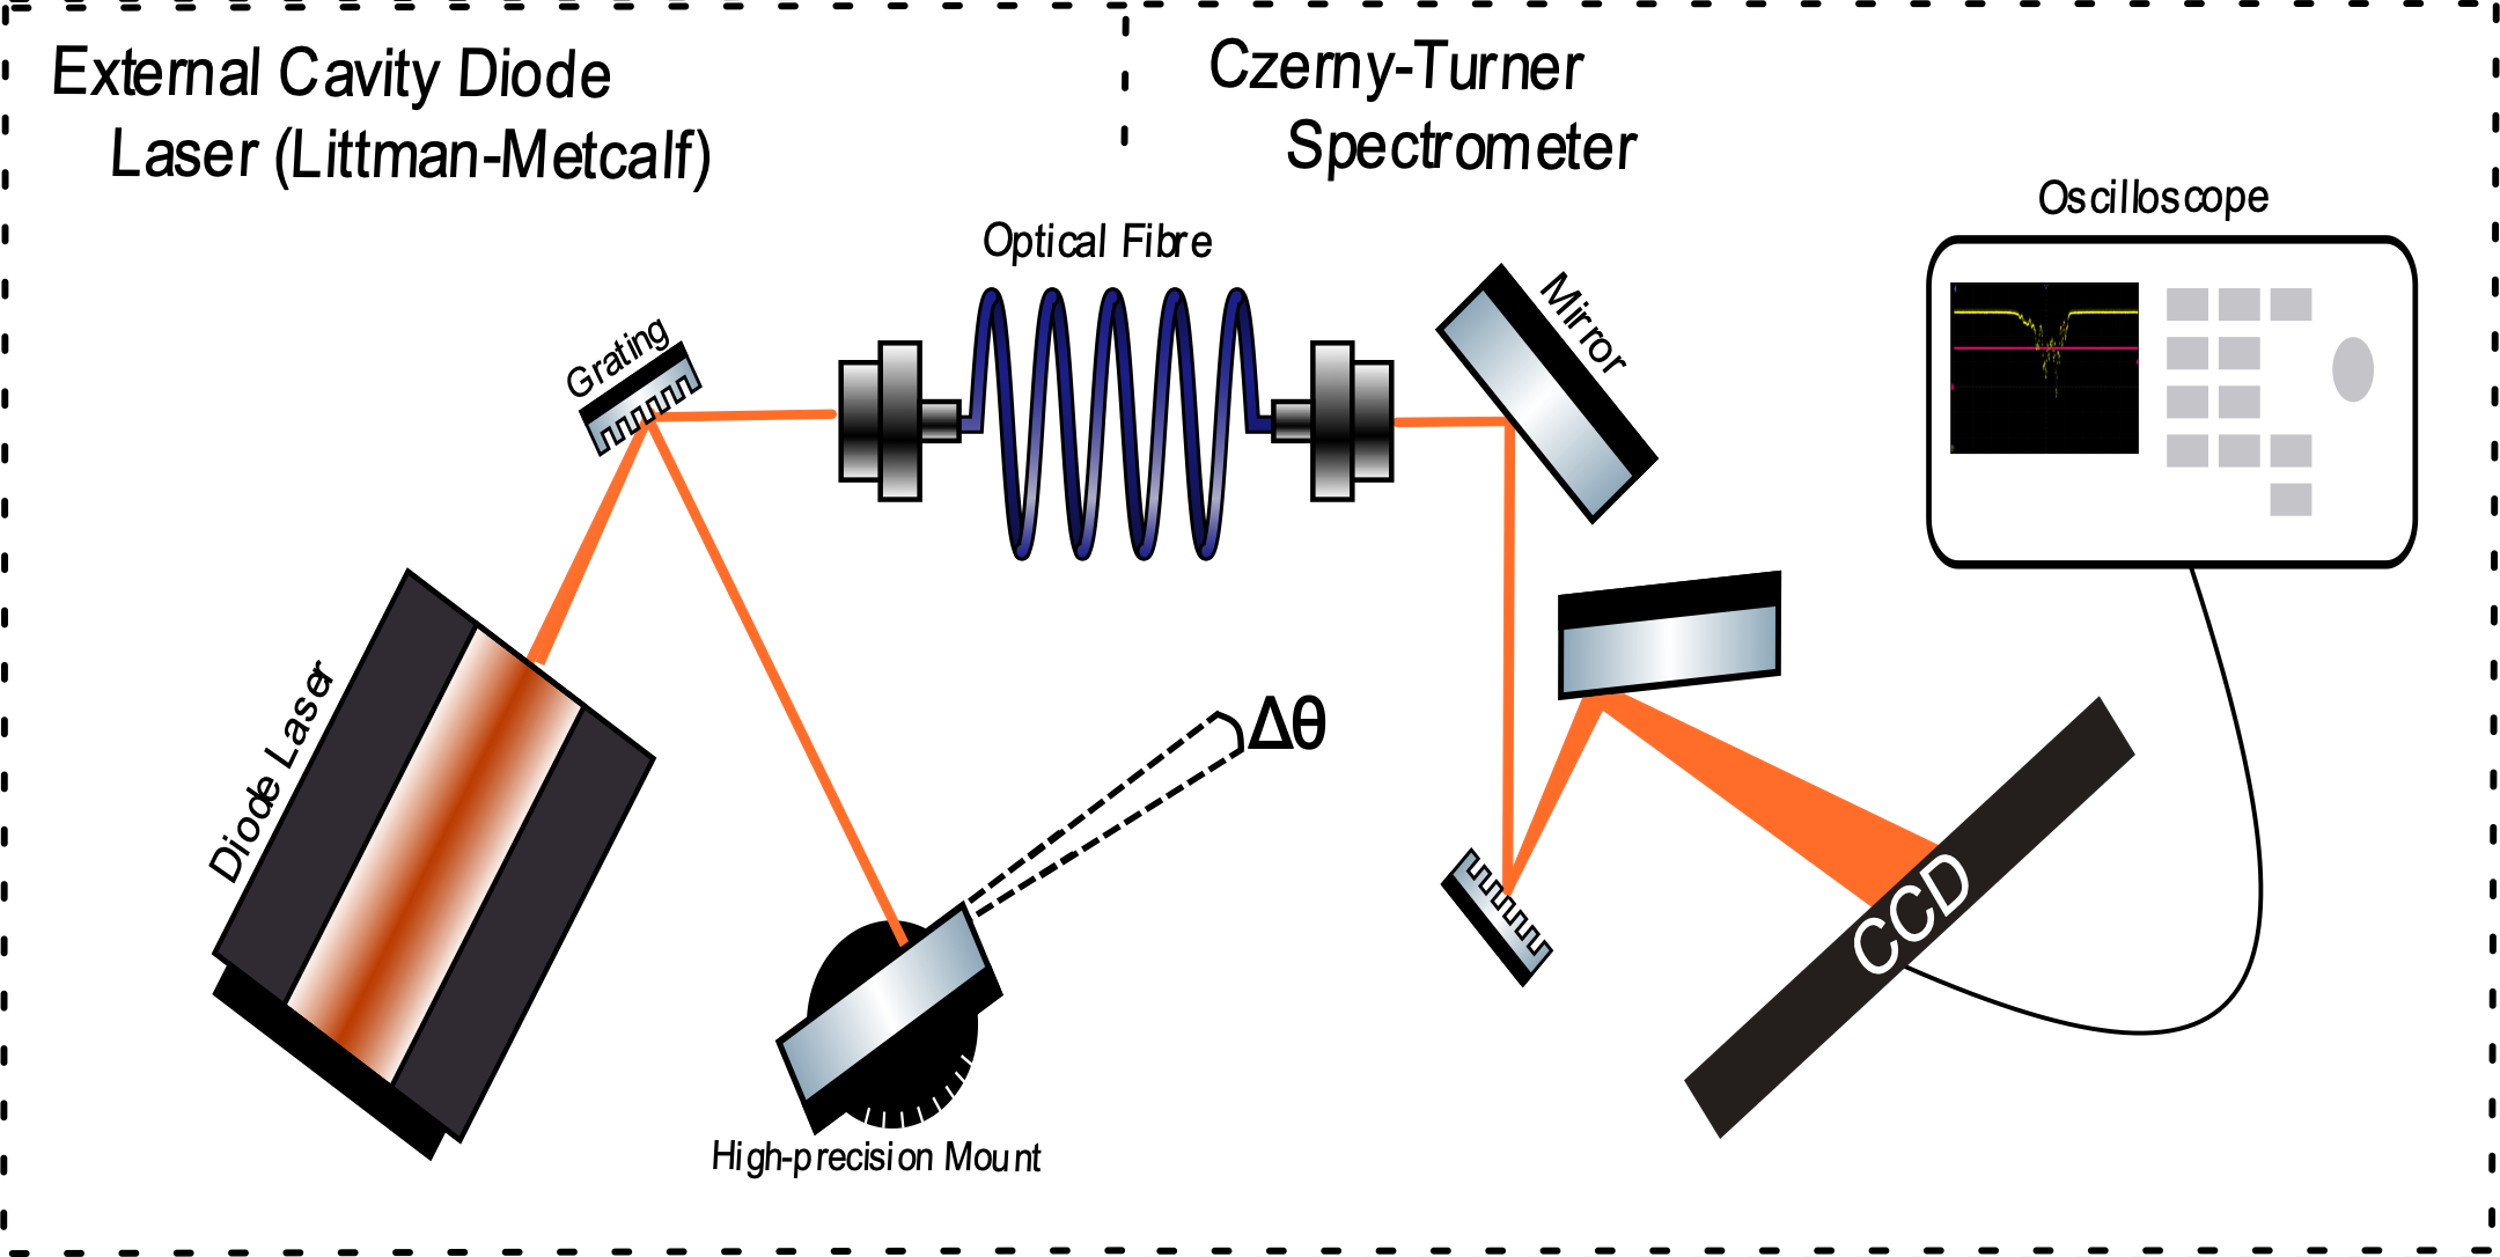 External Cavity Diode
Laser (Littman-Metcalf)
Czerny-Turner
Spectrometer
Oscilloscope
Optical Fibre
Mirror
Grating
Diode Laser
Δθ
CCD
High-precision Mount